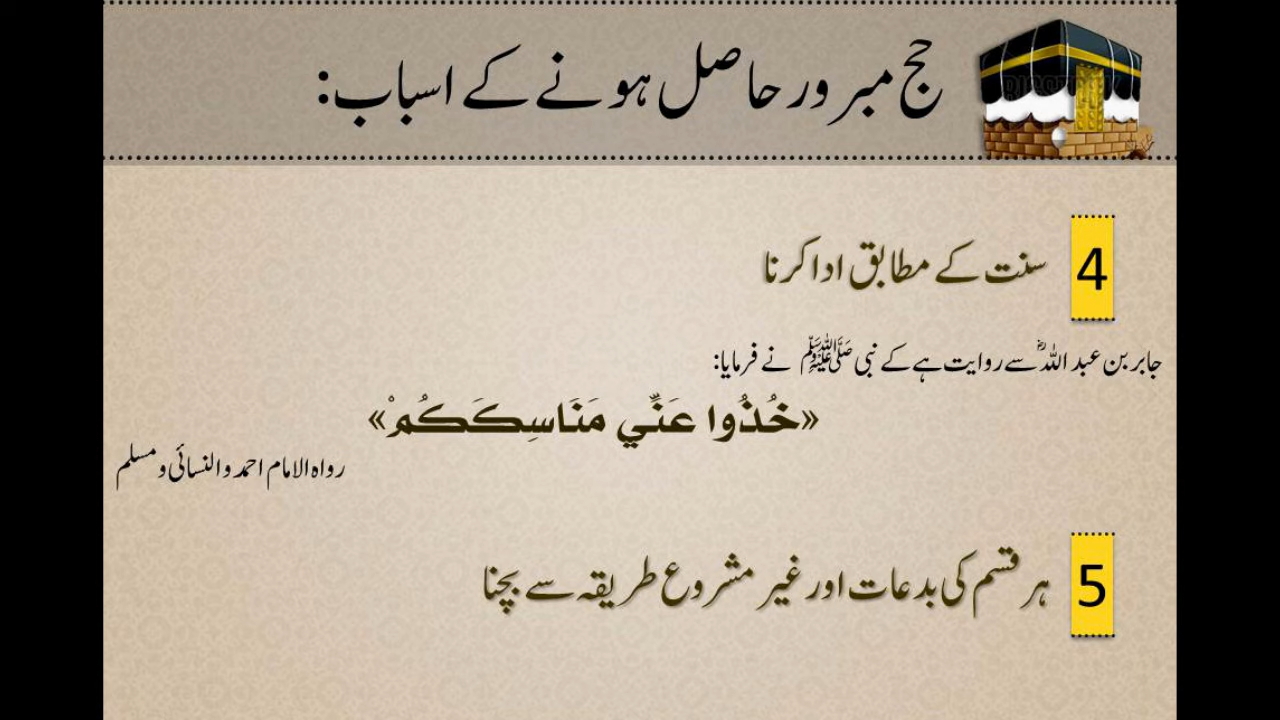 حج مبرور حاصل ہونے کے اسباب:
4
سنت کے مطابق ادا کرنا
جابر بن عبد اللہؓ سے روایت ہے کے نبی ﷺ نے فرمایا:
«خُذُوا عَنِّي مَنَاسِكَكُمْ»
رواہ الامام احمد والنسائی و مسلم
5
ہر قسم کی بدعات اور غیر مشروع طریقہ سے بچنا